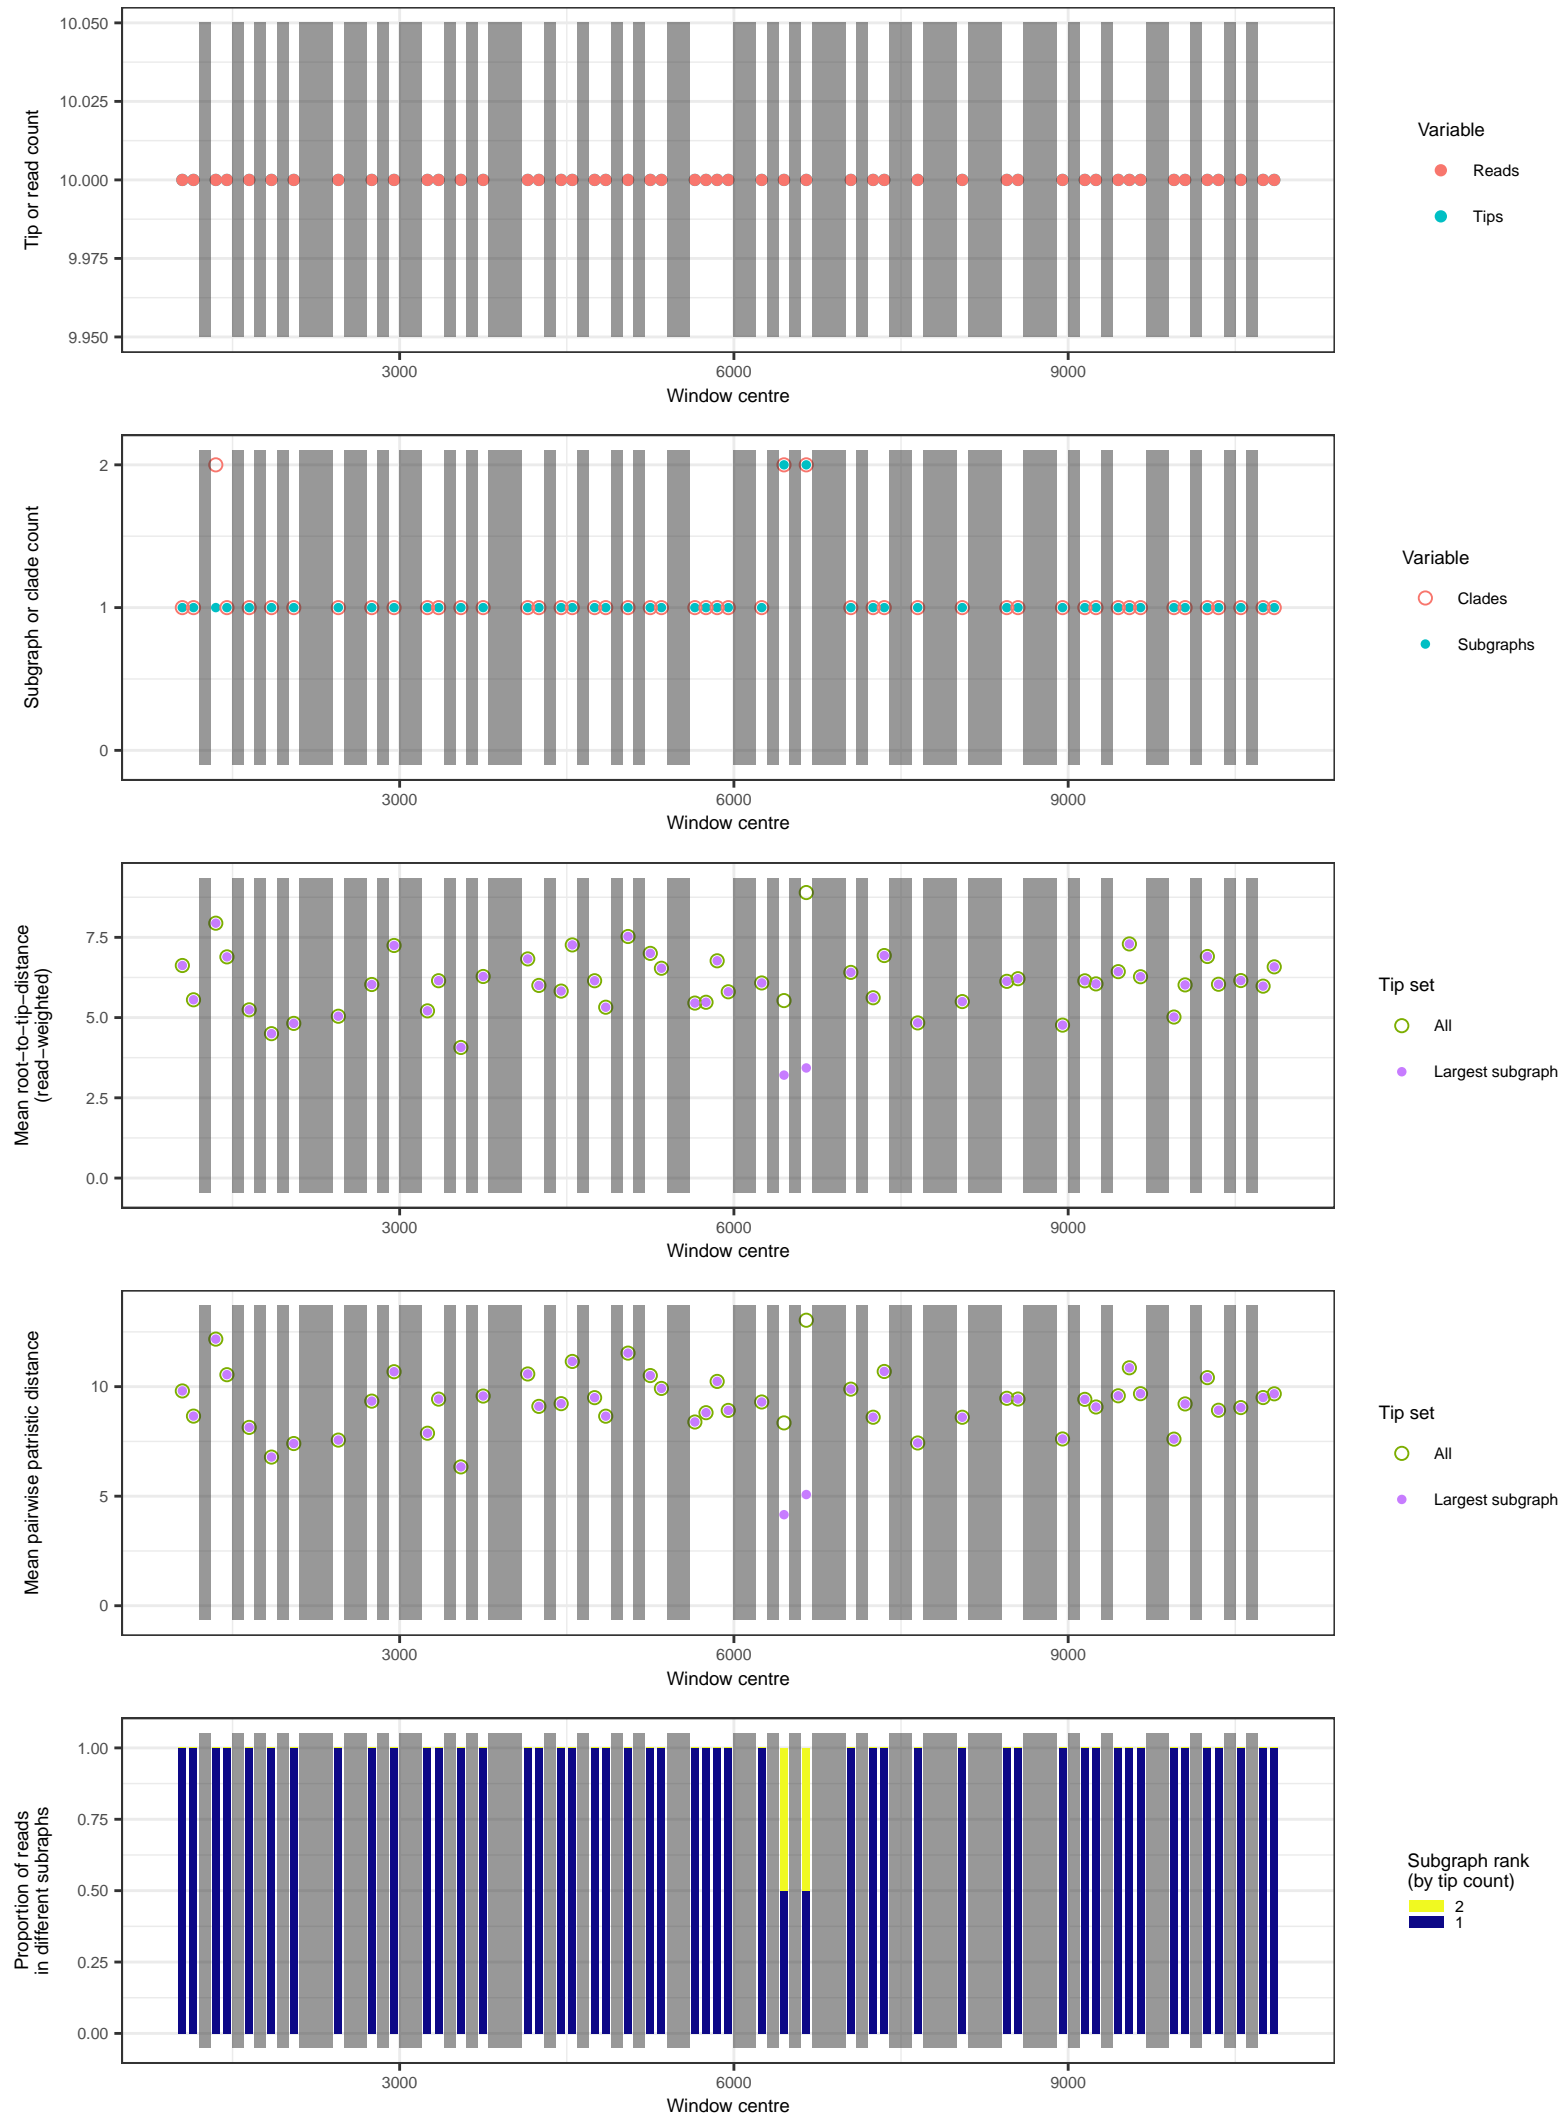 10.050
10.025
10.000
9.975
9.950
Tip or read count
3000
6000
9000
Window centre
Variable
Reads
Tips
2
1
0
Subgraph or clade count
3000
6000
9000
Window centre
Variable
Clades
Subgraphs
7.5
5.0
2.5
0.0
Mean root−to−tip−distance
(read−weighted)
3000
6000
9000
Window centre
Tip set
All
Largest subgraph
10
5
0
Mean pairwise patristic distance
3000
6000
9000
Window centre
Tip set
All
Largest subgraph
1.00
0.75
0.50
0.25
0.00
Proportion of reads
in different subraphs
3000
6000
9000
Window centre
Subgraph rank
(by tip count)
2
1